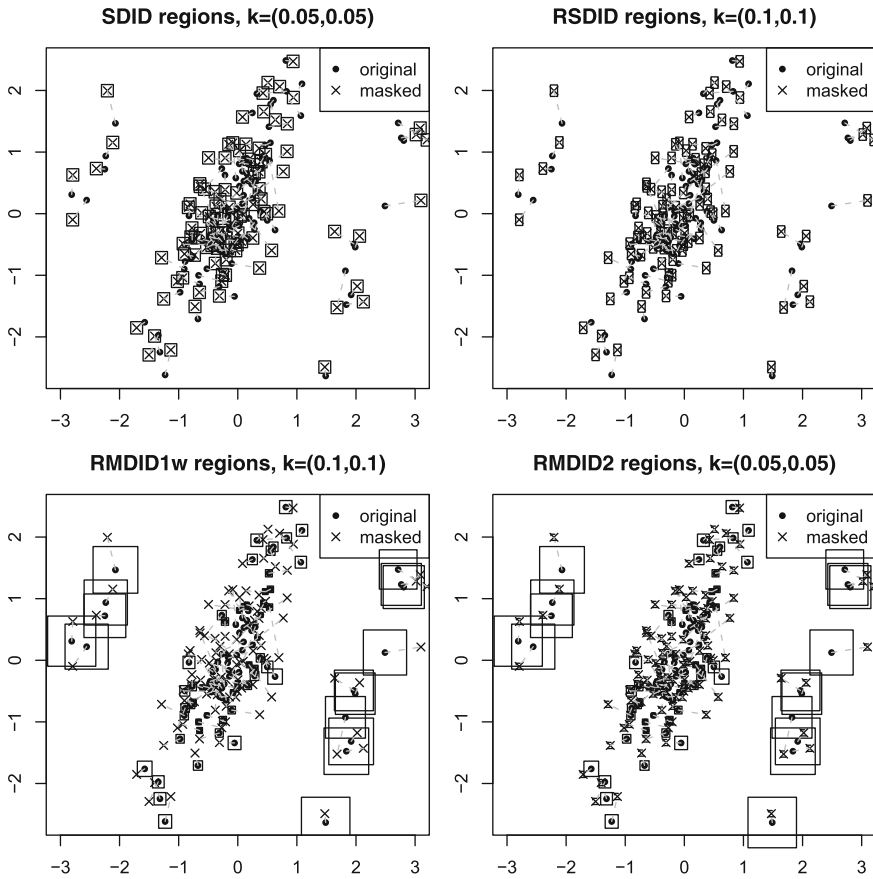 SDID regions, k=(0.05,0.05)
original
masked
2
1
0
−1
−2
−3 −2 −1 0 1 2 3
RSDID regions, k=(0.1,0.1)
original
masked
2
1
0
−1
−2
−3 −2 −1 0 1 2 3
RMDID1w regions, k=(0.1,0.1)
original
masked
2
1
0
−1
−2
−3 −2 −1 0 1 2 3
RMDID2 regions, k=(0.05,0.05)
original
masked
2
1
0
−1
−2
−3 −2 −1 0 1 2 3